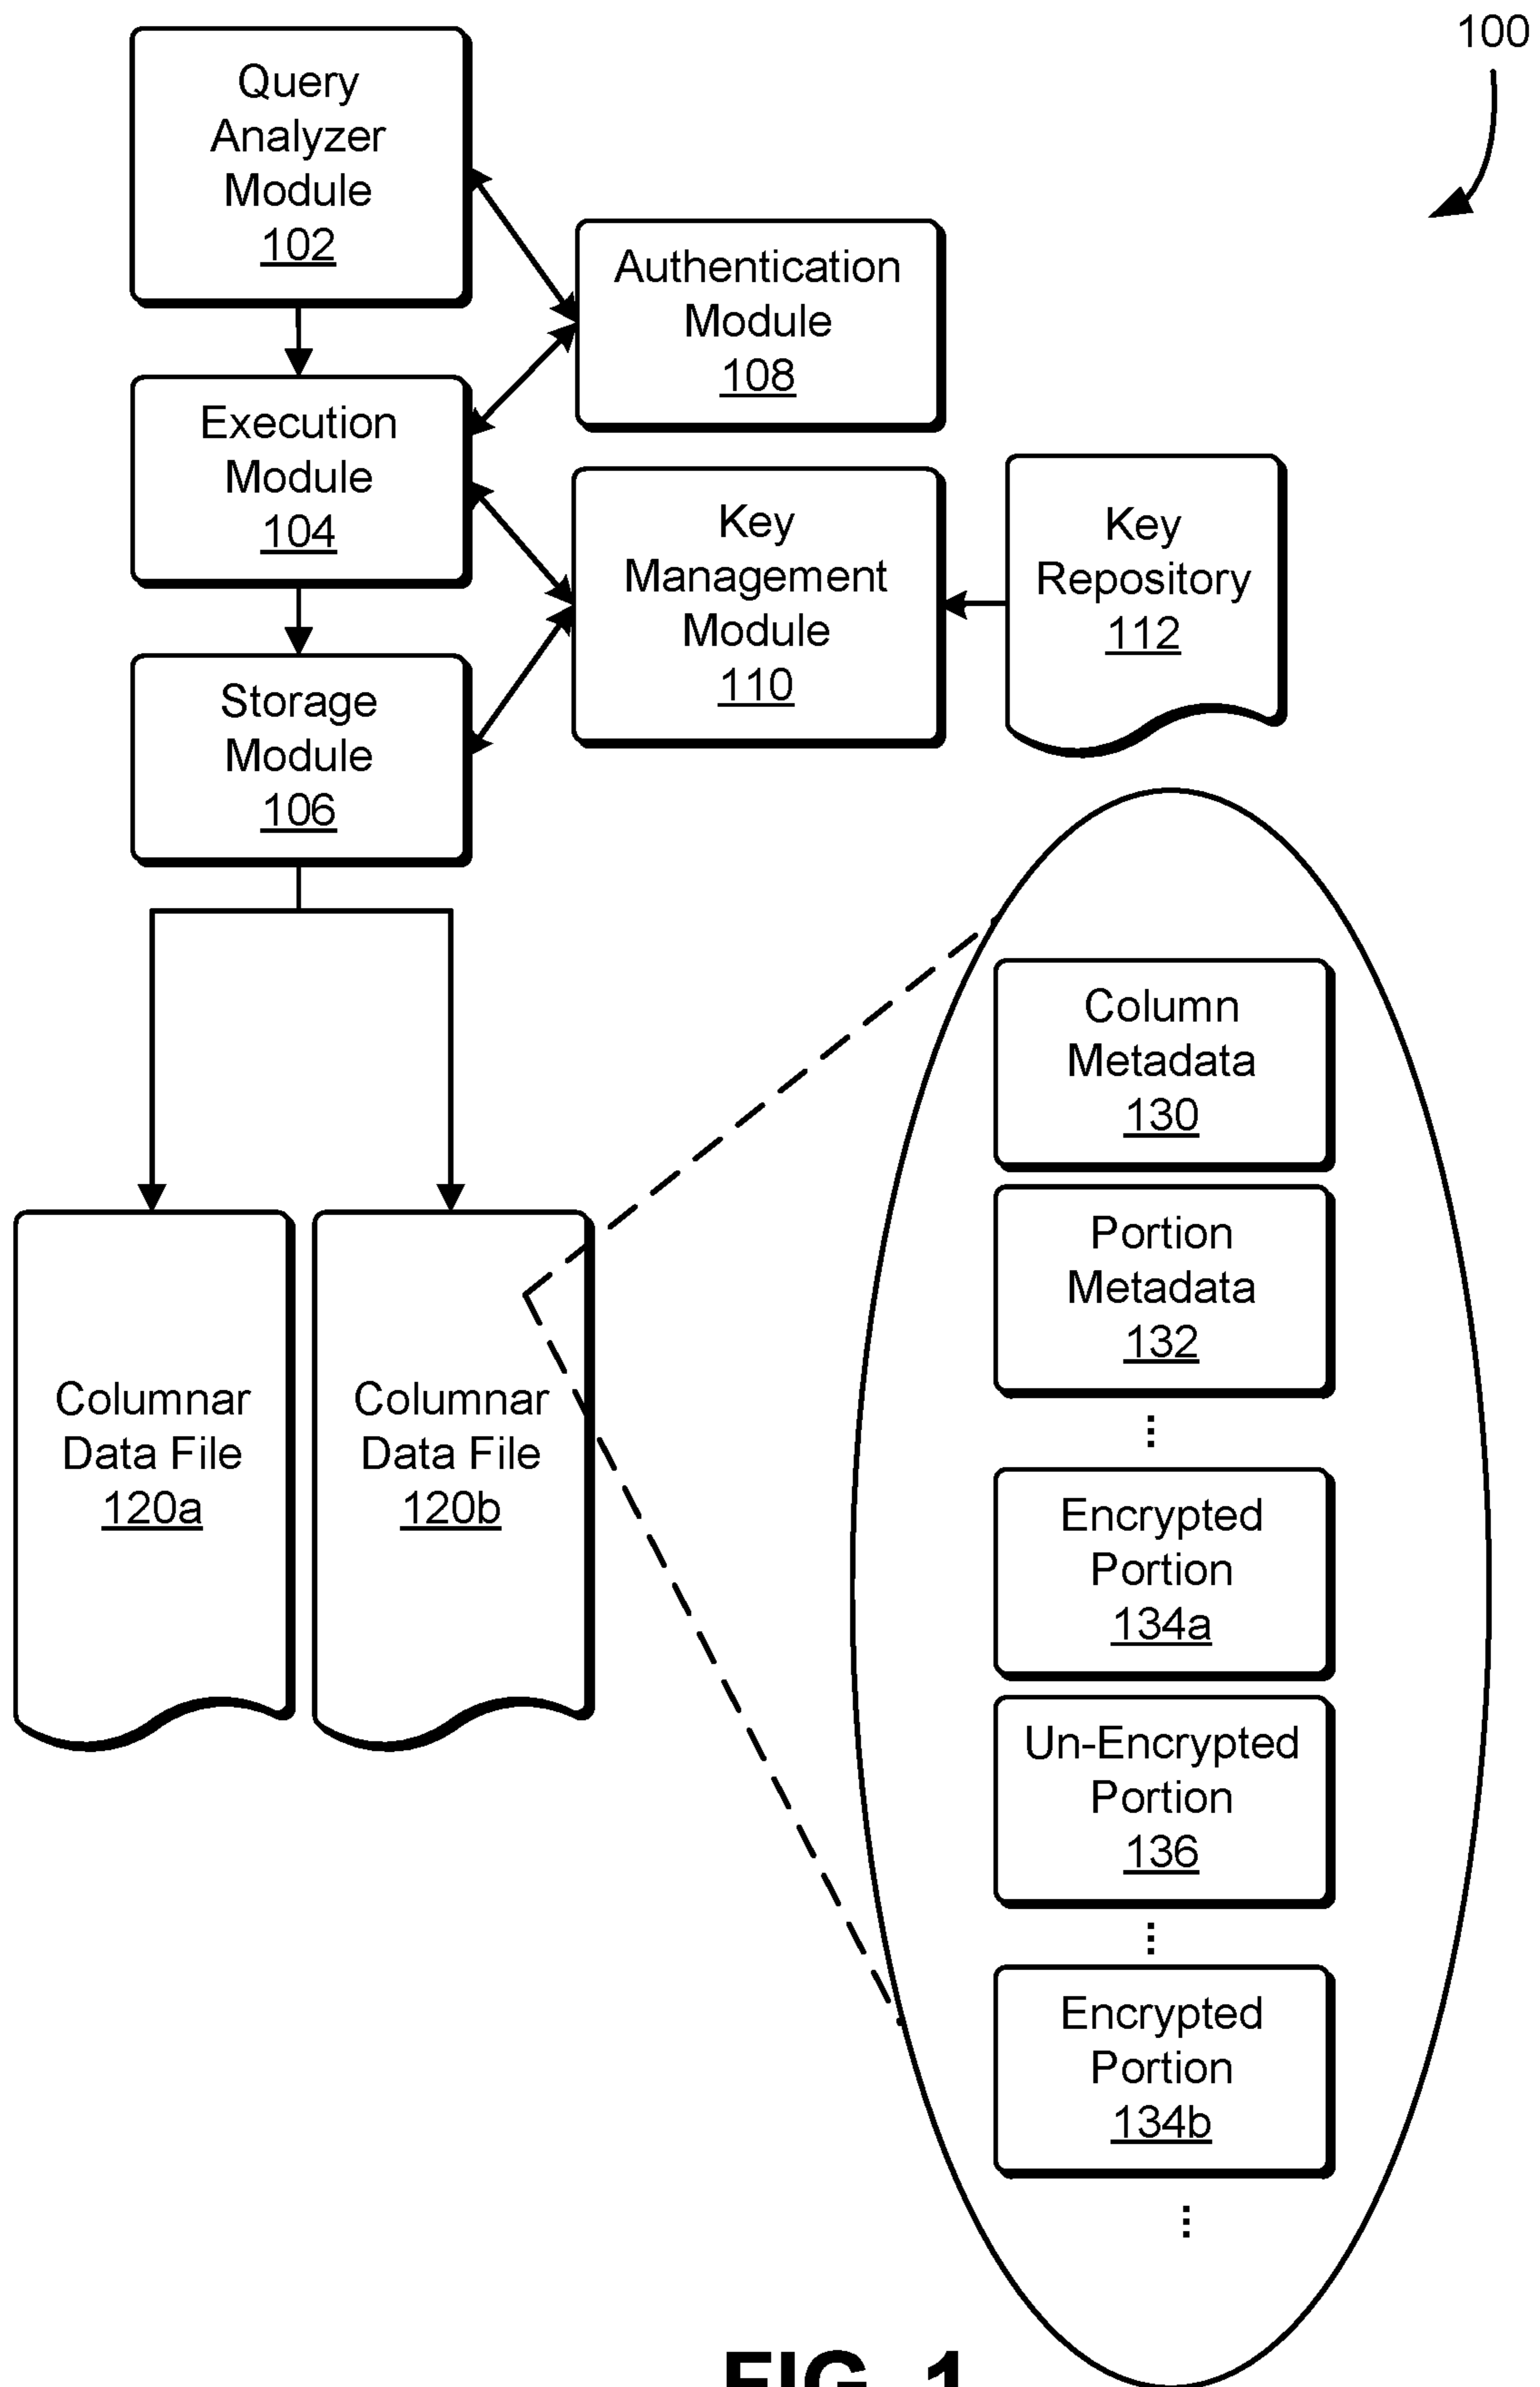 100
Query
Analyzer
Module
102
Authentication
Module
108
Execution
Module
104
Key
Management
Module
110
Key
Repository
112
Storage
Module
106
Column
Metadata
130
Portion
Metadata
132
⋮
Columnar
Data File
120a
Columnar
Data File
120b
Encrypted
Portion
134a
Un-Encrypted
Portion
136
⋮
Encrypted
Portion
134b
⋮
FIG. 1